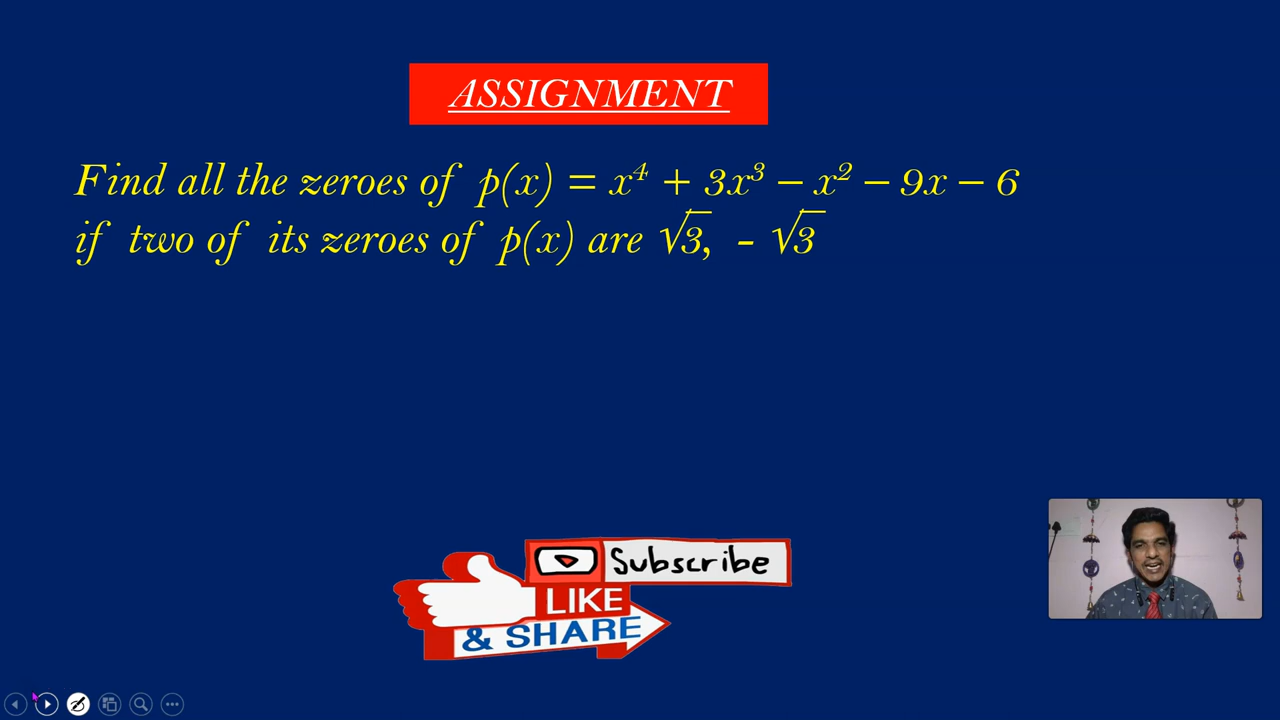 ASSIGNMENT
Find all the zeroes of p(x) = x⁴ + 3x³ − x² − 9x − 6
if two of its zeroes of p(x) are √3, - √3
Subscribe
LIKE
& SHARE